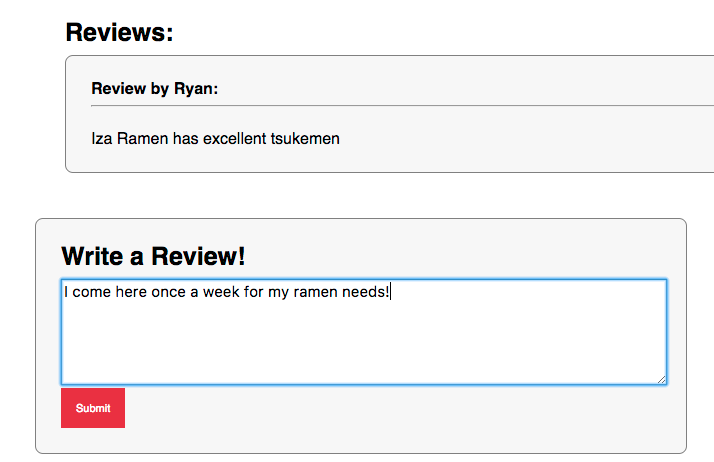 Reviews:
Review by Ryan:
Iza Ramen has excellent tsukemen
Write a Review!
I come here once a week for my ramen needs!
Submit